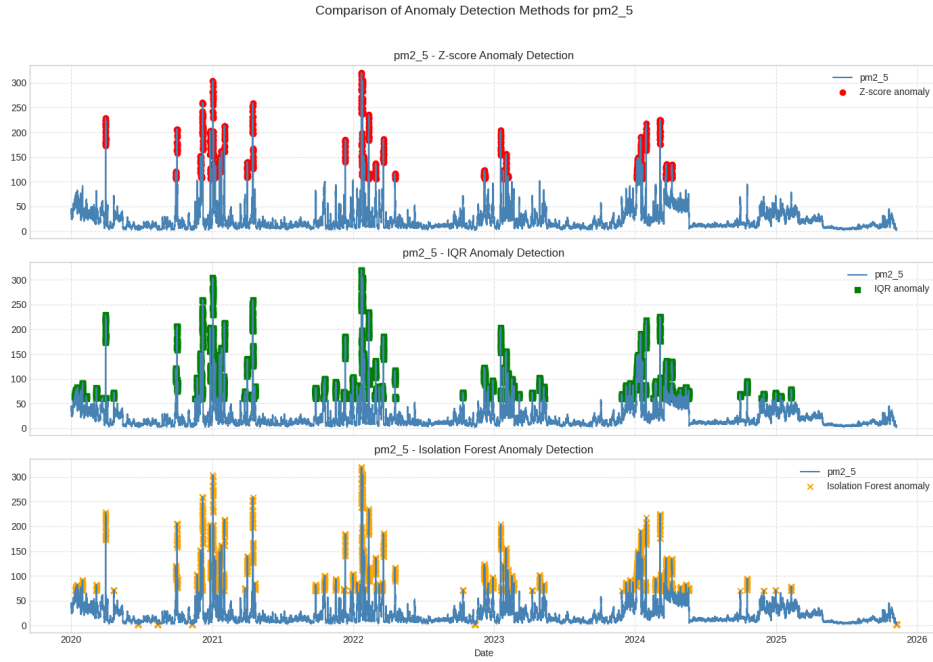 Comparison of Anomaly Detection Methods for pm2_5
pm2_5 - Z-score Anomaly Detection
300
250
200
150
100
50
0
pm2_5
Z-score anomaly
pm2_5 - IQR Anomaly Detection
300
250
200
150
100
50
0
pm2_5
IQR anomaly
pm2_5 - Isolation Forest Anomaly Detection
300
250
200
150
100
50
0
pm2_5
Isolation Forest anomaly
2020 2021 2022 2023 2024 2025 2026
Date